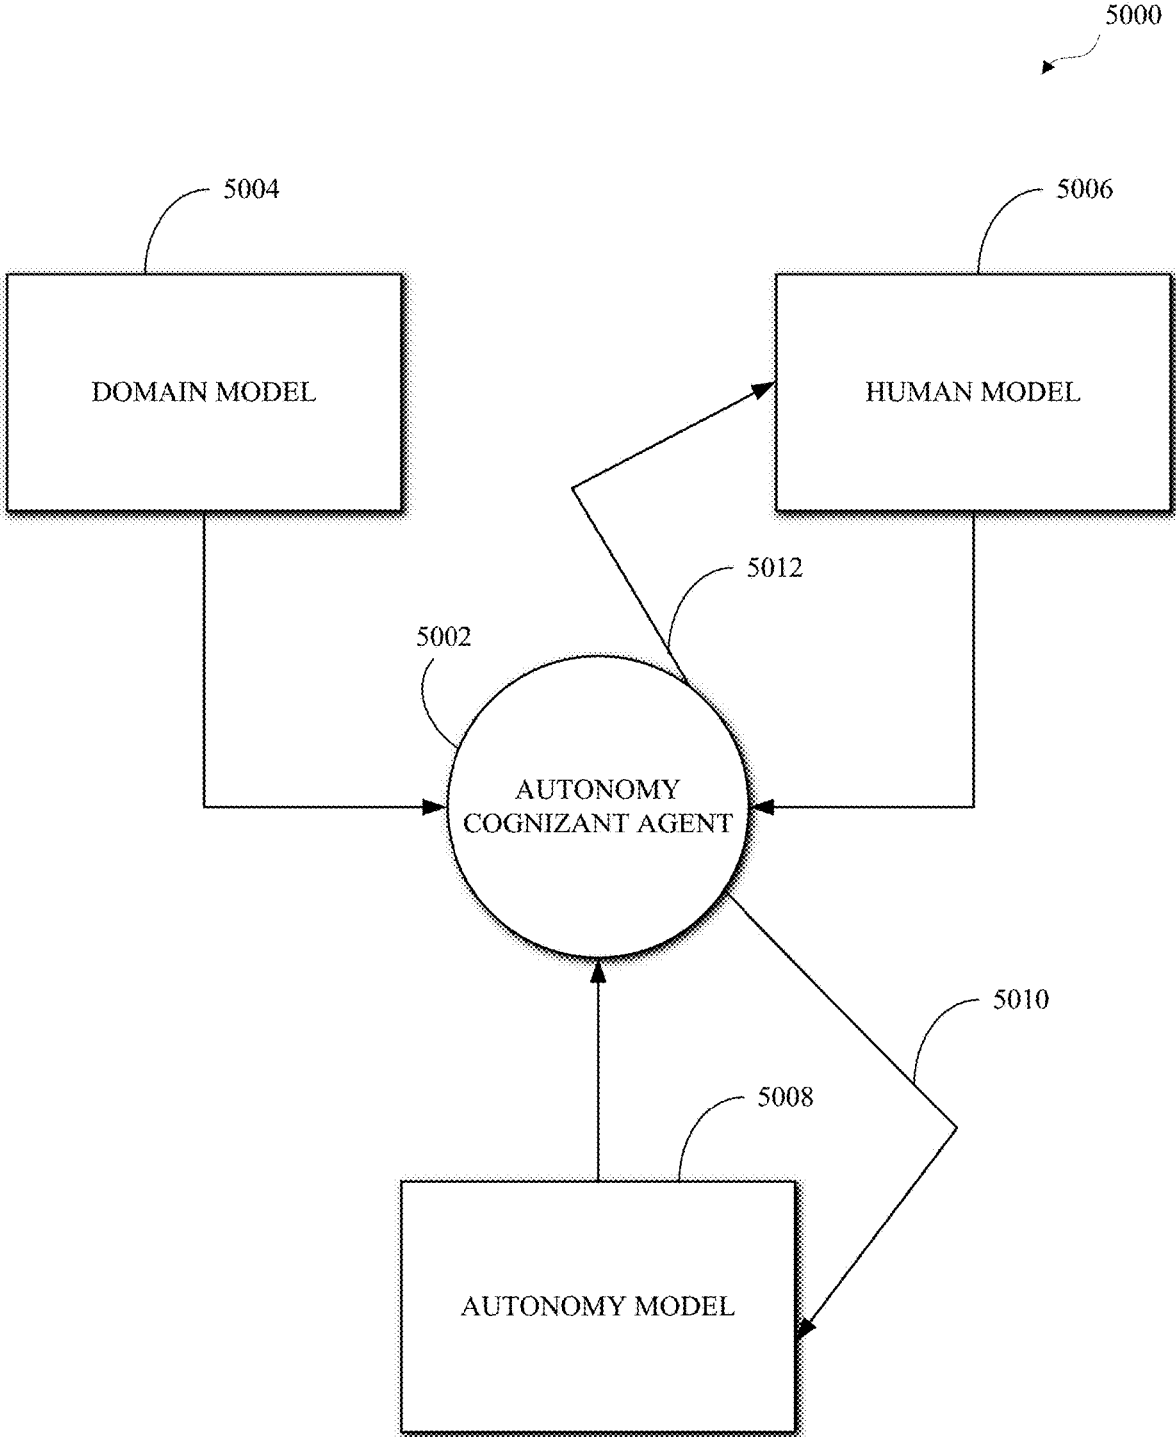 5000
5004
5006
DOMAIN MODEL
HUMAN MODEL
5012
5002
AUTONOMY
COGNIZANT AGENT
5010
5008
AUTONOMY MODEL